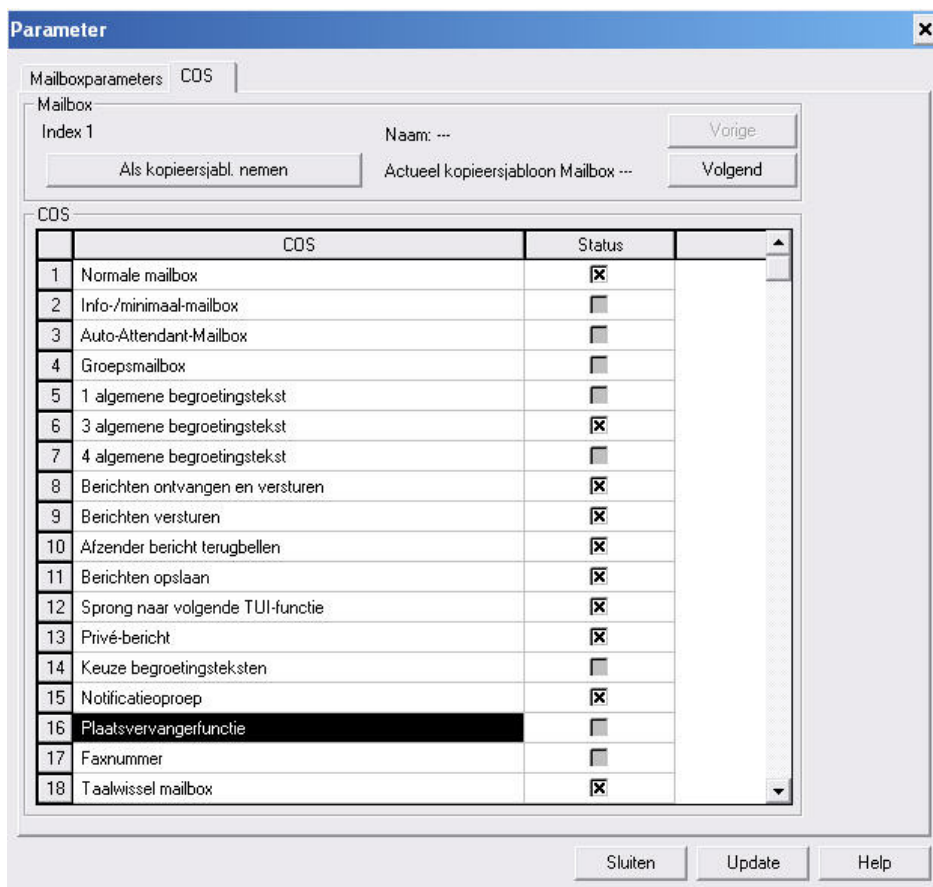 Parameter
Mailboxparameters COS
Mailbox
Index 1 Naam: --- Vorige
Als kopieersjabl. nemen Actueel kopieersjabloon Mailbox --- Volgend
COS
COS Status
1 Normale mailbox
2 Info-/minimaal-mailbox
3 Auto-Attendant-Mailbox
4 Groepsmailbox
5 1 algemene begroetingstekst
6 3 algemene begroetingstekst
7 4 algemene begroetingstekst
8 Berichten ontvangen en versturen
9 Berichten versturen
10 Afzender bericht terugbellen
11 Berichten opslaan
12 Sprong naar volgende TUI-functie
13 Privé-bericht
14 Keuze begroetingsteksten
15 Notificatieoproep
16 Plaatsvervangerfunctie
17 Faxnummer
18 Taalwissel mailbox
Sluiten Update Help